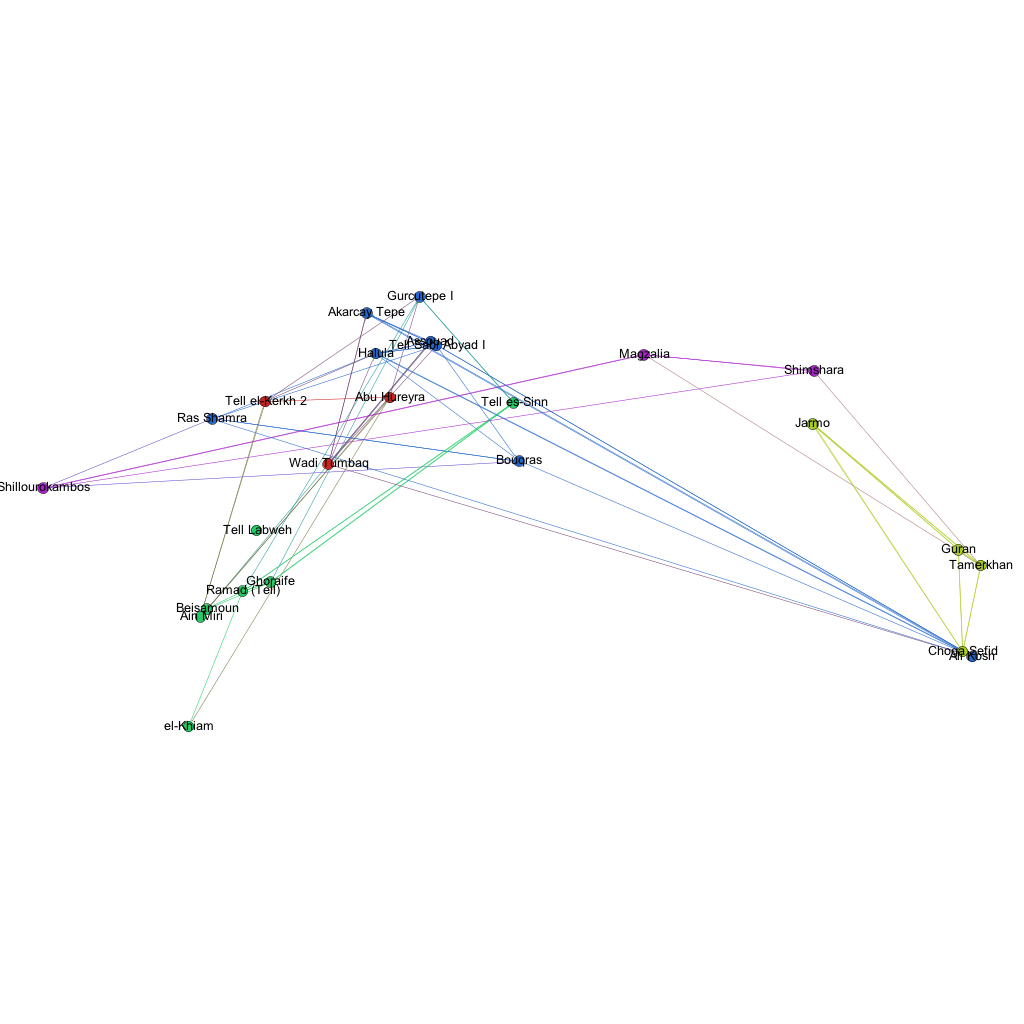 Gurcutepe I
Akarcay Tepe
Assouad
Tell Sabi Abyad I
Halula
Magzalia
Shimshara
Tell el-Kerkh 2
Abu Hureyra
Tell es-Sinn
Ras Shamra
Jarmo
Wadi Tumbaq
Bouqras
Shillourokambos
Tell Labweh
Guran
Tamerkhan
Ghoraife
Ramad (Tell)
Beisamoun
Ain Miri
Choga Sefid
Ali Kosh
el-Khiam